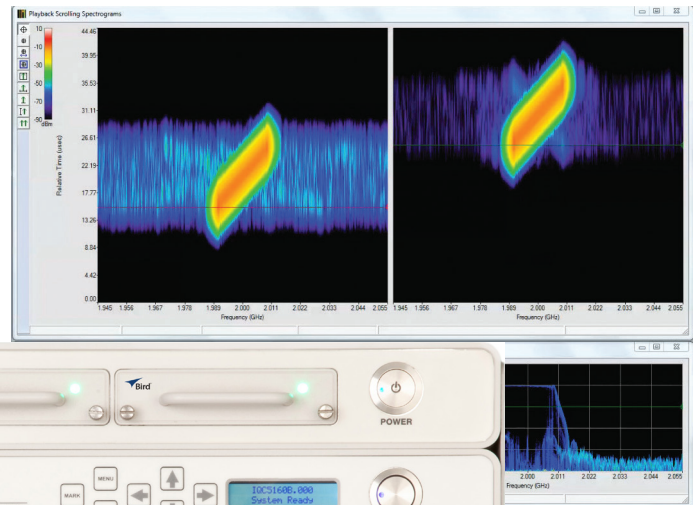 Playback Scrolling Spectrograms
10
-10
-30
-50
-70
-90
dBm
Relative Time (usec)
44.46
39.95
35.53
31.11
26.61
22.19
17.77
13.26
8.84
4.42
0.00
1.945 1.956 1.967 1.978 1.989 2.000 2.011 2.022 2.033 2.044 2.055
Frequency (GHz)
1.945 1.956 1.967 1.978 1.989 2.000 2.011 2.022 2.033 2.044 2.055
Frequency (GHz)
Bird
POWER
MENU
MARK
IQCS160B.000
System Ready
2.000 2.011 2.022 2.033 2.044 2.055
Frequency (GHz)